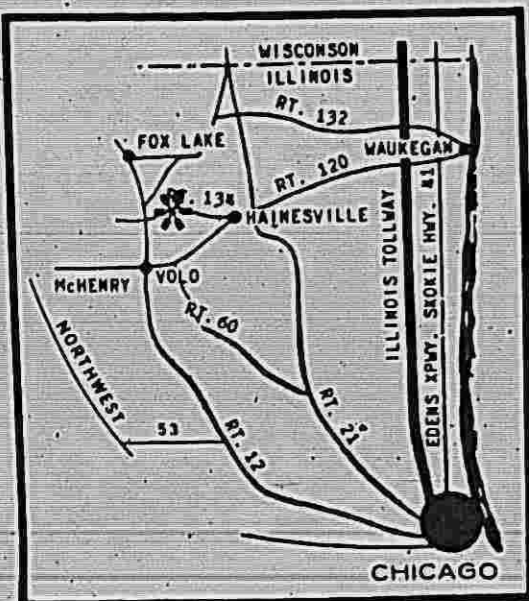 WISCONSON
ILLINOIS
RT. 132
FOX LAKE
WAUKEGAN
RT. 120
T. 134
HAINESVILLE
ILLINOIS TOLLWAY
EDENS XPWY. SKOKIE HWY. 41
MCHENRY
VOLO
RT. 60
NORTHWEST
53
RT. 12
RT. 21
CHICAGO